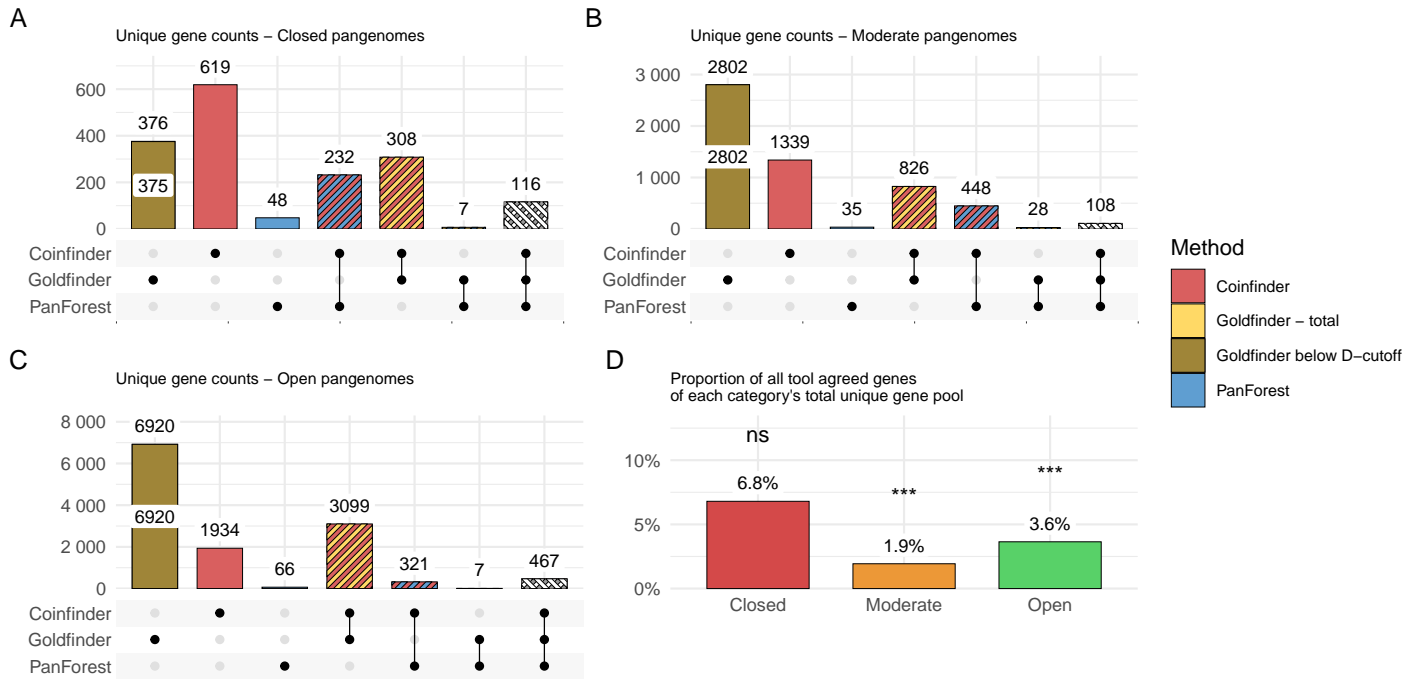 A
Unique gene counts – Closed pangenomes
600
400
200
0
376
375
619
48
232
308
7
116
Coinfinder
Goldfinder
PanForest
B
Unique gene counts – Moderate pangenomes
3 000
2 000
1 000
0
2802
2802
1339
35
826
448
28
108
Coinfinder
Goldfinder
PanForest
Method
Coinfinder
Goldfinder – total
Goldfinder below D–cutoff
PanForest
C
Unique gene counts – Open pangenomes
8 000
6 000
4 000
2 000
0
6920
6920
1934
66
3099
321
7
467
Coinfinder
Goldfinder
PanForest
D
Proportion of all tool agreed genes
of each category's total unique gene pool
10%
5%
0%
ns
6.8%
***
1.9%
***
3.6%
Closed
Moderate
Open